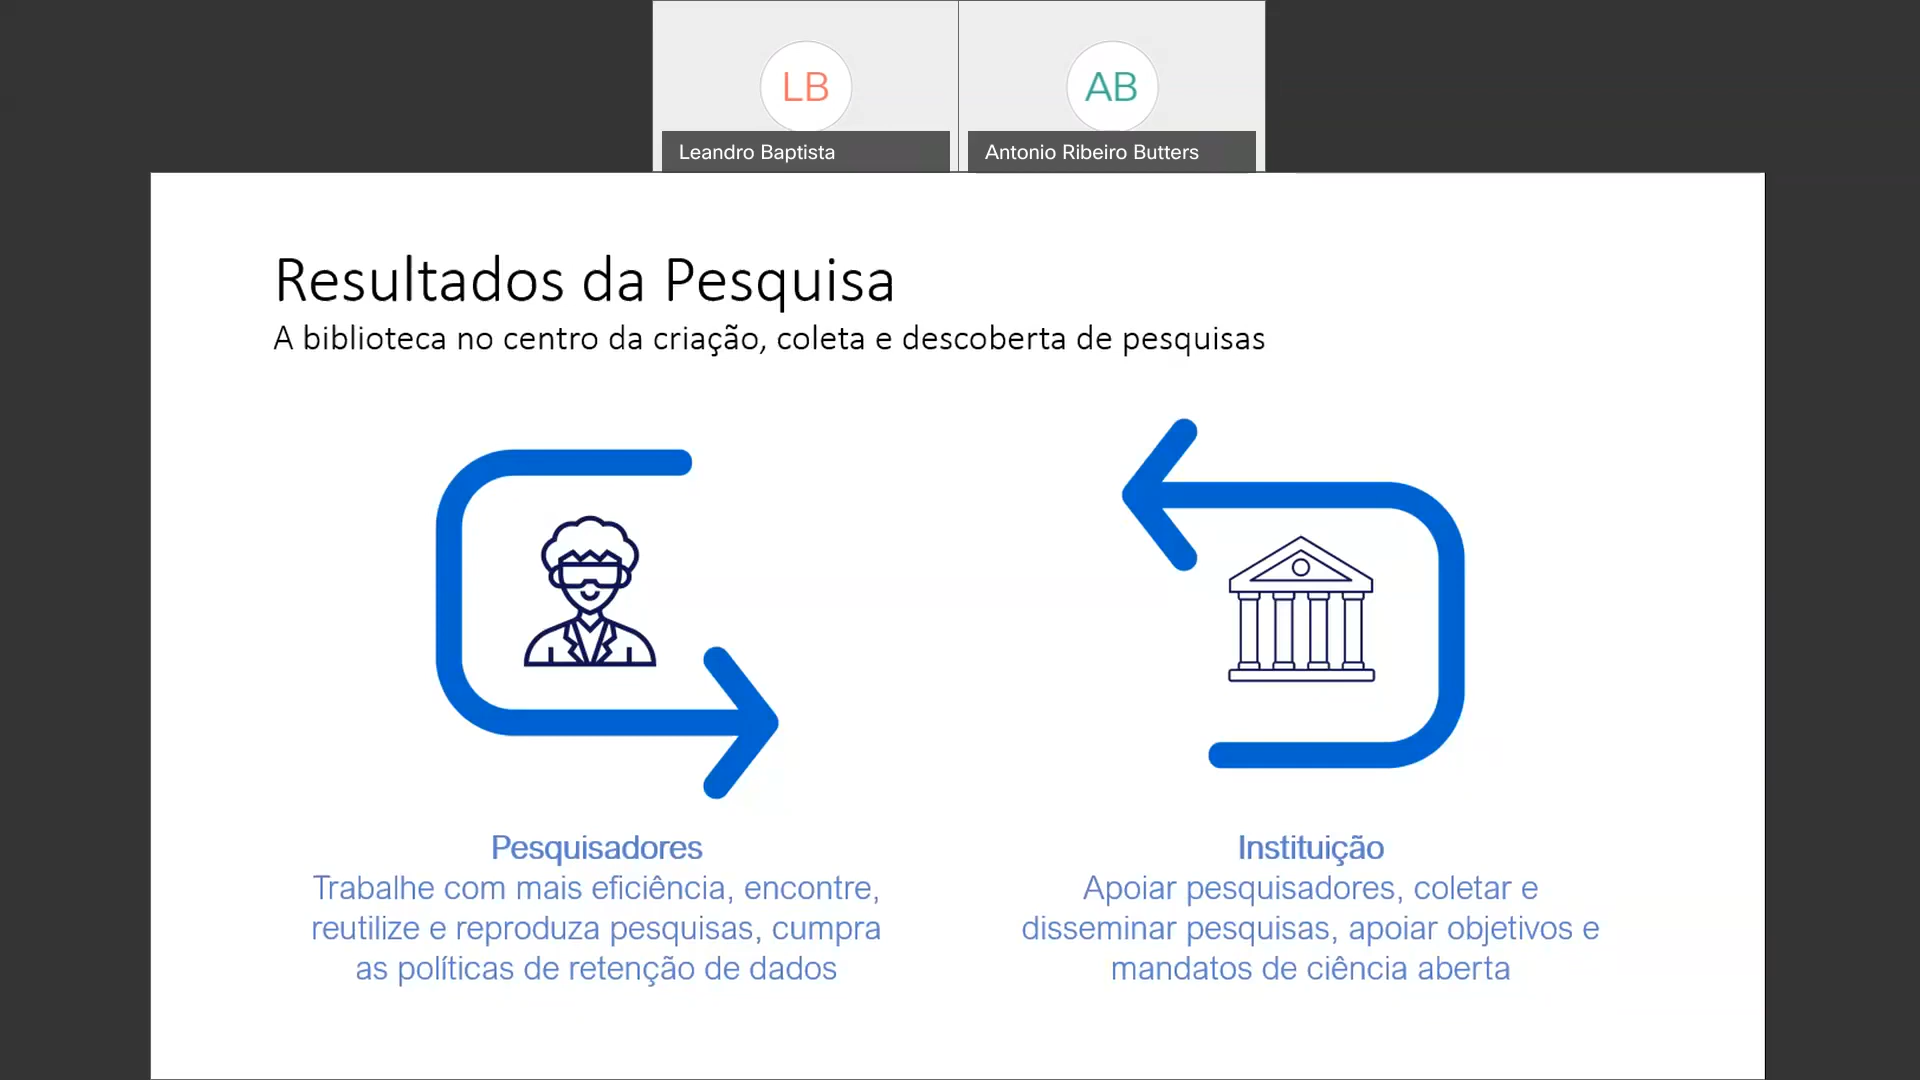 LB
AB
Leandro Baptista
Antonio Ribeiro Butters
Resultados da Pesquisa
A biblioteca no centro da criação, coleta e descoberta de pesquisas
Pesquisadores
Trabalhe com mais eficiência, encontre,
reutilize e reproduza pesquisas, cumpra
as políticas de retenção de dados
Instituição
Apoiar pesquisadores, coletar e
disseminar pesquisas, apoiar objetivos e
mandatos de ciência aberta